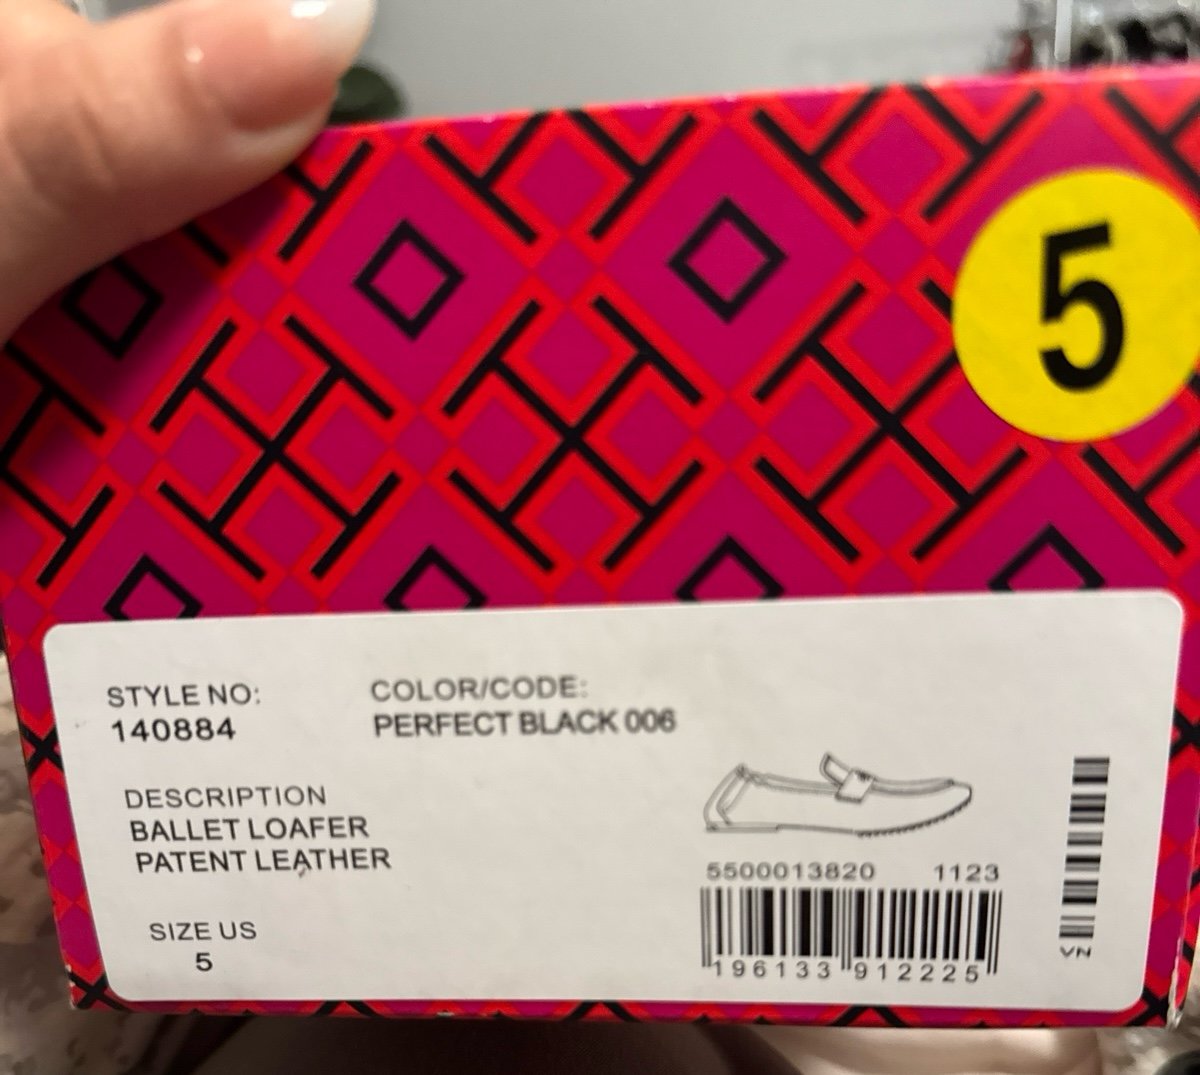 5
STYLE NO:
140884
COLOR/CODE:
PERFECT BLACK 006
DESCRIPTION
BALLET LOAFER
PATENT LEATHER
SIZE US
5
5500013820 1123
196133 912225
VN